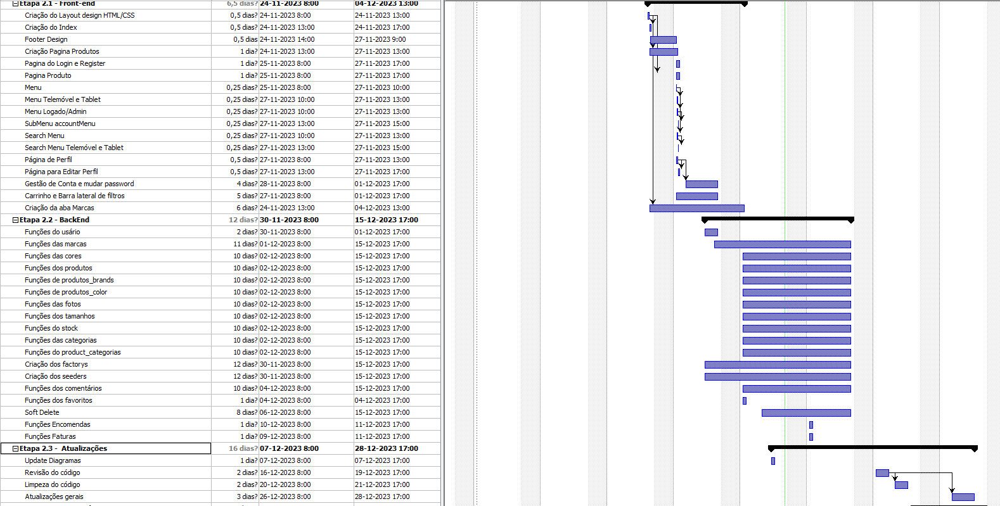 Etapa 2.1 - Front-end 6,5 dias? 24-11-2023 8:00 04-12-2023 13:00
Criação do Layout design HTML/CSS 0,5 dias? 24-11-2023 8:00 24-11-2023 13:00
Criação do Index 0,5 dias? 24-11-2023 13:00 24-11-2023 17:00
Footer Design 0,5 dias 24-11-2023 14:00 27-11-2023 9:00
Criação Pagina Produtos 1 dia? 24-11-2023 13:00 27-11-2023 13:00
Pagina do Login e Register 1 dia? 25-11-2023 8:00 27-11-2023 17:00
Pagina Produto 1 dia? 25-11-2023 8:00 27-11-2023 17:00
Menu 0,25 dias? 25-11-2023 8:00 27-11-2023 10:00
Menu Telemóvel e Tablet 0,25 dias? 27-11-2023 10:00 27-11-2023 13:00
Menu Logado/Admin 0,25 dias? 27-11-2023 10:00 27-11-2023 13:00
SubMenu accountMenu 0,25 dias? 27-11-2023 13:00 27-11-2023 15:00
Search Menu 0,25 dias? 27-11-2023 10:00 27-11-2023 13:00
Search Menu Telemóvel e Tablet 0,25 dias? 27-11-2023 13:00 27-11-2023 15:00
Página de Perfil 0,5 dias? 27-11-2023 8:00 27-11-2023 13:00
Página para Editar Perfil 0,5 dias? 27-11-2023 13:00 27-11-2023 17:00
Gestão de Conta e mudar password 4 dias? 28-11-2023 8:00 01-12-2023 17:00
Carrinho e Barra lateral de filtros 5 dias? 27-11-2023 8:00 01-12-2023 17:00
Criação da aba Marcas 6 dias? 24-11-2023 13:00 04-12-2023 13:00
Etapa 2.2 - BackEnd 12 dias? 30-11-2023 8:00 15-12-2023 17:00
Funções do usário 2 dias? 30-11-2023 8:00 01-12-2023 17:00
Funções das marcas 11 dias? 01-12-2023 8:00 15-12-2023 17:00
Funções das cores 10 dias? 02-12-2023 8:00 15-12-2023 17:00
Funções dos produtos 10 dias? 02-12-2023 8:00 15-12-2023 17:00
Funções de produtos_brands 10 dias? 02-12-2023 8:00 15-12-2023 17:00
Funções de produtos_color 10 dias? 02-12-2023 8:00 15-12-2023 17:00
Funções das fotos 10 dias? 02-12-2023 8:00 15-12-2023 17:00
Funções dos tamanhos 10 dias? 02-12-2023 8:00 15-12-2023 17:00
Funções do stock 10 dias? 02-12-2023 8:00 15-12-2023 17:00
Funções das categorias 10 dias? 02-12-2023 8:00 15-12-2023 17:00
Funções do product_categorias 10 dias? 02-12-2023 8:00 15-12-2023 17:00
Criação dos factorys 12 dias? 30-11-2023 8:00 15-12-2023 17:00
Criação dos seeders 12 dias? 30-11-2023 8:00 15-12-2023 17:00
Funções dos comentários 10 dias? 04-12-2023 8:00 15-12-2023 17:00
Funções dos favoritos 1 dia? 04-12-2023 8:00 04-12-2023 17:00
Soft Delete 8 dias? 06-12-2023 8:00 15-12-2023 17:00
Funções Encomendas 1 dia? 10-12-2023 8:00 11-12-2023 17:00
Funções Faturas 1 dia? 09-12-2023 8:00 11-12-2023 17:00
Etapa 2.3 - Atualizações 16 dias? 07-12-2023 8:00 28-12-2023 17:00
Update Diagramas 1 dia? 07-12-2023 8:00 07-12-2023 17:00
Revisão do código 2 dias? 16-12-2023 8:00 19-12-2023 17:00
Limpeza do código 2 dias? 20-12-2023 8:00 21-12-2023 17:00
Atualizações gerais 3 dias? 26-12-2023 8:00 28-12-2023 17:00